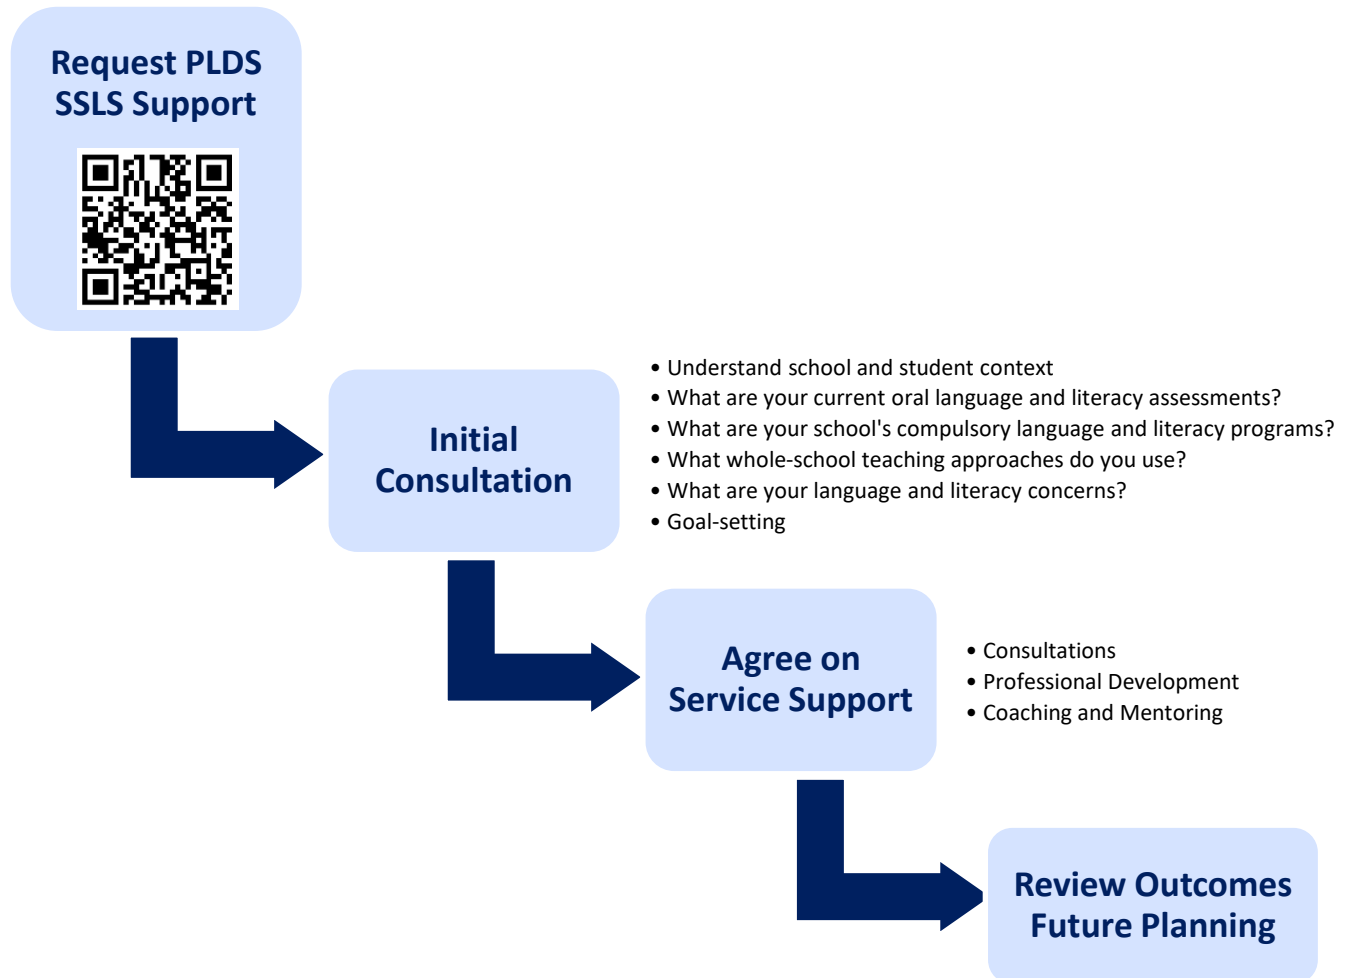 Request PLDS
SSLS Support
Initial
Consultation
• Understand school and student context
• What are your current oral language and literacy assessments?
• What are your school's compulsory language and literacy programs?
• What whole-school teaching approaches do you use?
• What are your language and literacy concerns?
• Goal-setting
Agree on
Service Support
• Consultations
• Professional Development
• Coaching and Mentoring
Review Outcomes
Future Planning